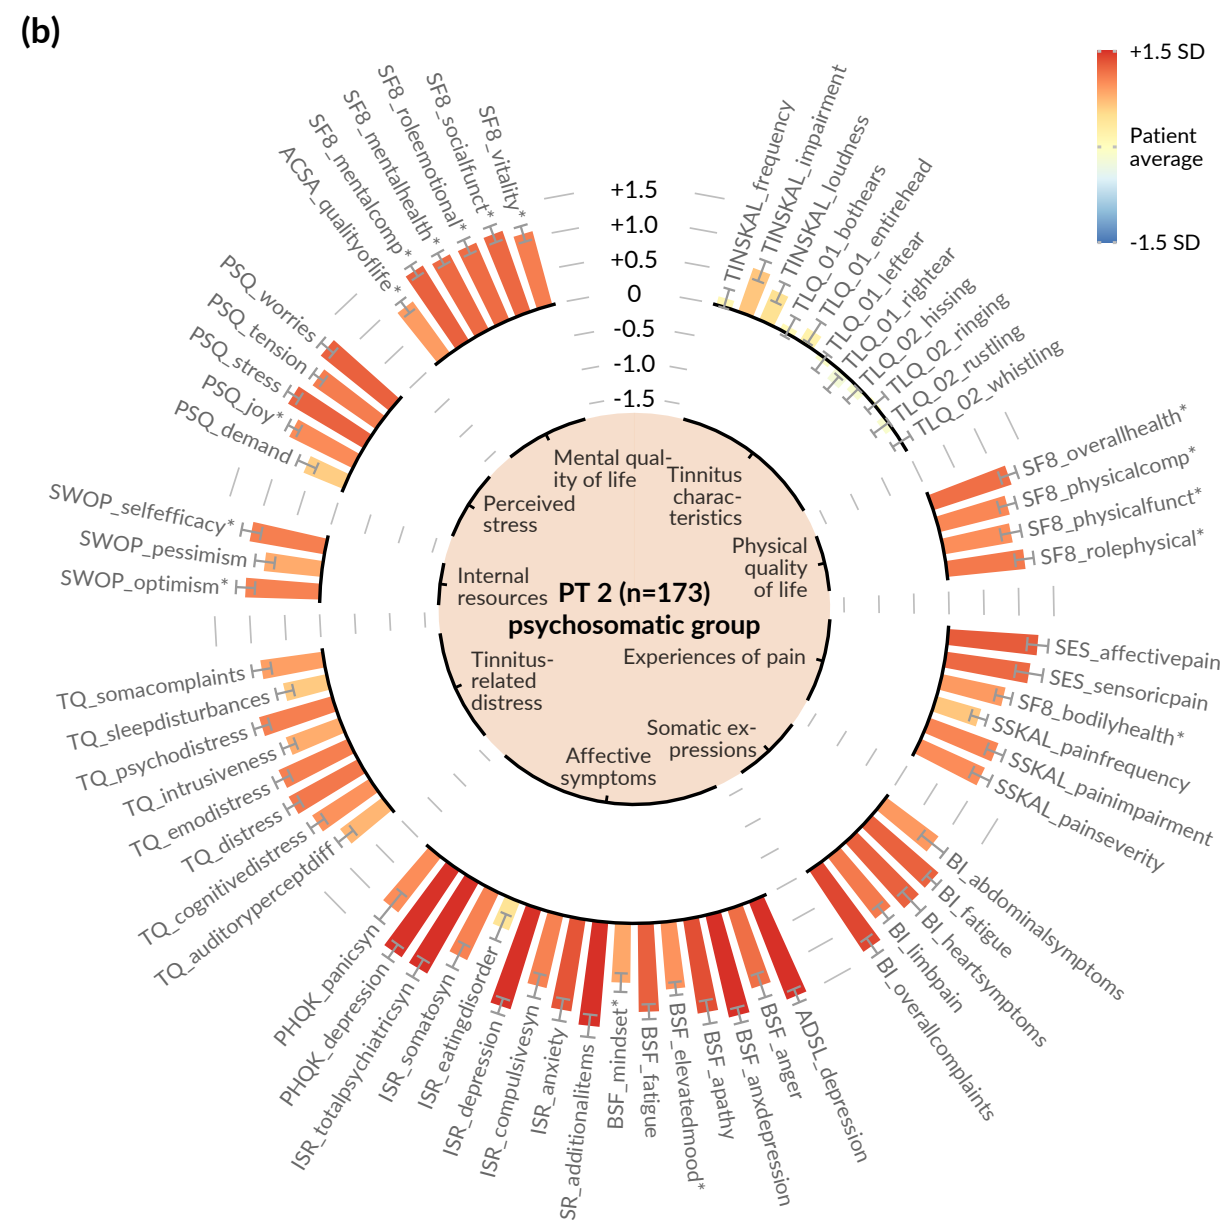 (b)
+1.5 SD
Patient
average
-1.5 SD
+1.5
+1.0
+0.5
0
-0.5
-1.0
-1.5
TINSKAL_frequency
TINSKAL_impairment
TINSKAL_loudness
TLQ_01_bothears
TLQ_01_entirehead
TLQ_01_leftear
TLQ_01_rightear
TLQ_02_hissing
TLQ_02_ringing
TLQ_02_rustling
TLQ_02_whistling
SF8_overallhealth*
SF8_physicalcomp*
SF8_physicalfunct*
SF8_rolephysical*
SES_affectivepain
SES_sensoricpain
SF8_bodilyhealth*
SSKAL_painfrequency
SSKAL_painimpairment
SSKAL_painseverity
BI_abdominalsymptoms
BI_fatigue
BI_heartsymptoms
BI_limbpain
BI_overallcomplaints
ADSL_depression
BSF_anger
BSF_anxdepression
BSF_apathy
BSF_elevatedmood*
BSF_fatigue
BSF_mindset*
SR_additionalitems
ISR_anxiety
ISR_compulsivesyn
ISR_depression
ISR_eatingdisorder
ISR_somatosyn
ISR_totalpsychiatricsyn
PHQK_depression
PHQK_panicsyn
TQ_auditoryperceptdiff
TQ_cognitivedistress
TQ_distress
TQ_emodistress
TQ_intrusiveness
TQ_psychodistress
TQ_sleepdisturbances
TQ_somacomplaints
SWOP_optimism*
SWOP_pessimism
SWOP_selfefficacy*
PSQ_demand
PSQ_joy*
PSQ_stress
PSQ_tension
PSQ_worries
ACSA_qualityoflife*
SF8_mentalcomp*
SF8_mentalhealth*
SF8_roleemotional*
SF8_socialfunct*
SF8_vitality*
Mental qual-
ity of life
Tinnitus
charac-
teristics
Perceived
stress
Physical
quality
of life
Internal
resources
PT 2 (n=173)
psychosomatic group
Experiences of pain
Tinnitus-
related
distress
Somatic ex-
pressions
Affective
symptoms